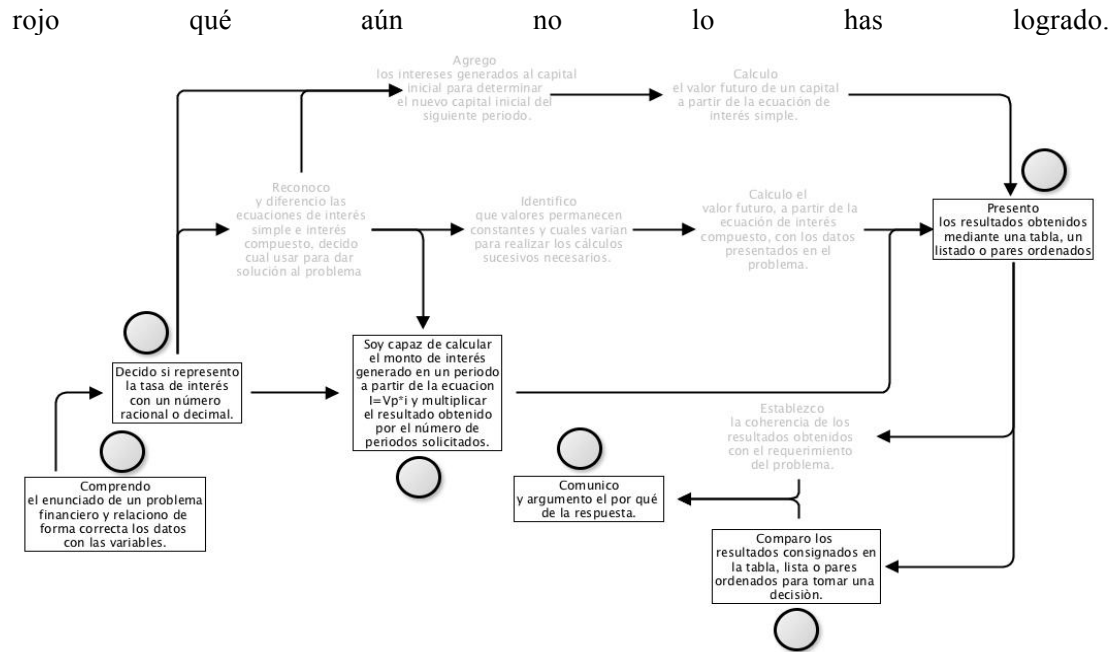 rojo qué aún no lo has logrado.
Agrego
los intereses generados al capital
inicial para determinar
el nuevo capital inicial del
siguiente periodo.
Calculo
el valor futuro de un capital
a partir de la ecuación de
interés simple.
Reconoco
y diferencio las
ecuaciones de interés
simple e interés
compuesto, decido
cual usar para dar
solución al problema
Identifico
que valores permanecen
constantes y cuales varian
para realizar los cálculos
sucesivos necesarios.
Calculo el
valor futuro, a partir de la
ecuación de interés
compuesto, con los datos
presentados en el
problema.
Presento
los resultados obtenidos
mediante una tabla, un
listado o pares ordenados
Decido si represento
la tasa de interés
con un número
racional o decimal.
Soy capaz de calcular
el monto de interés
generado en un periodo
a partir de la ecuacion
I=Vp*i y multiplicar
el resultado obtenido
por el número de
periodos solicitados.
Establezco
la coherencia de los
resultados obtenidos
con el requerimiento
del problema.
Comprendo
el enunciado de un problema
financiero y relaciono de
forma correcta los datos
con las variables.
Comunico
y argumento el por qué
de la respuesta.
Comparo los
resultados consignados en
la tabla, lista o pares
ordenados para tomar una
decisiòn.